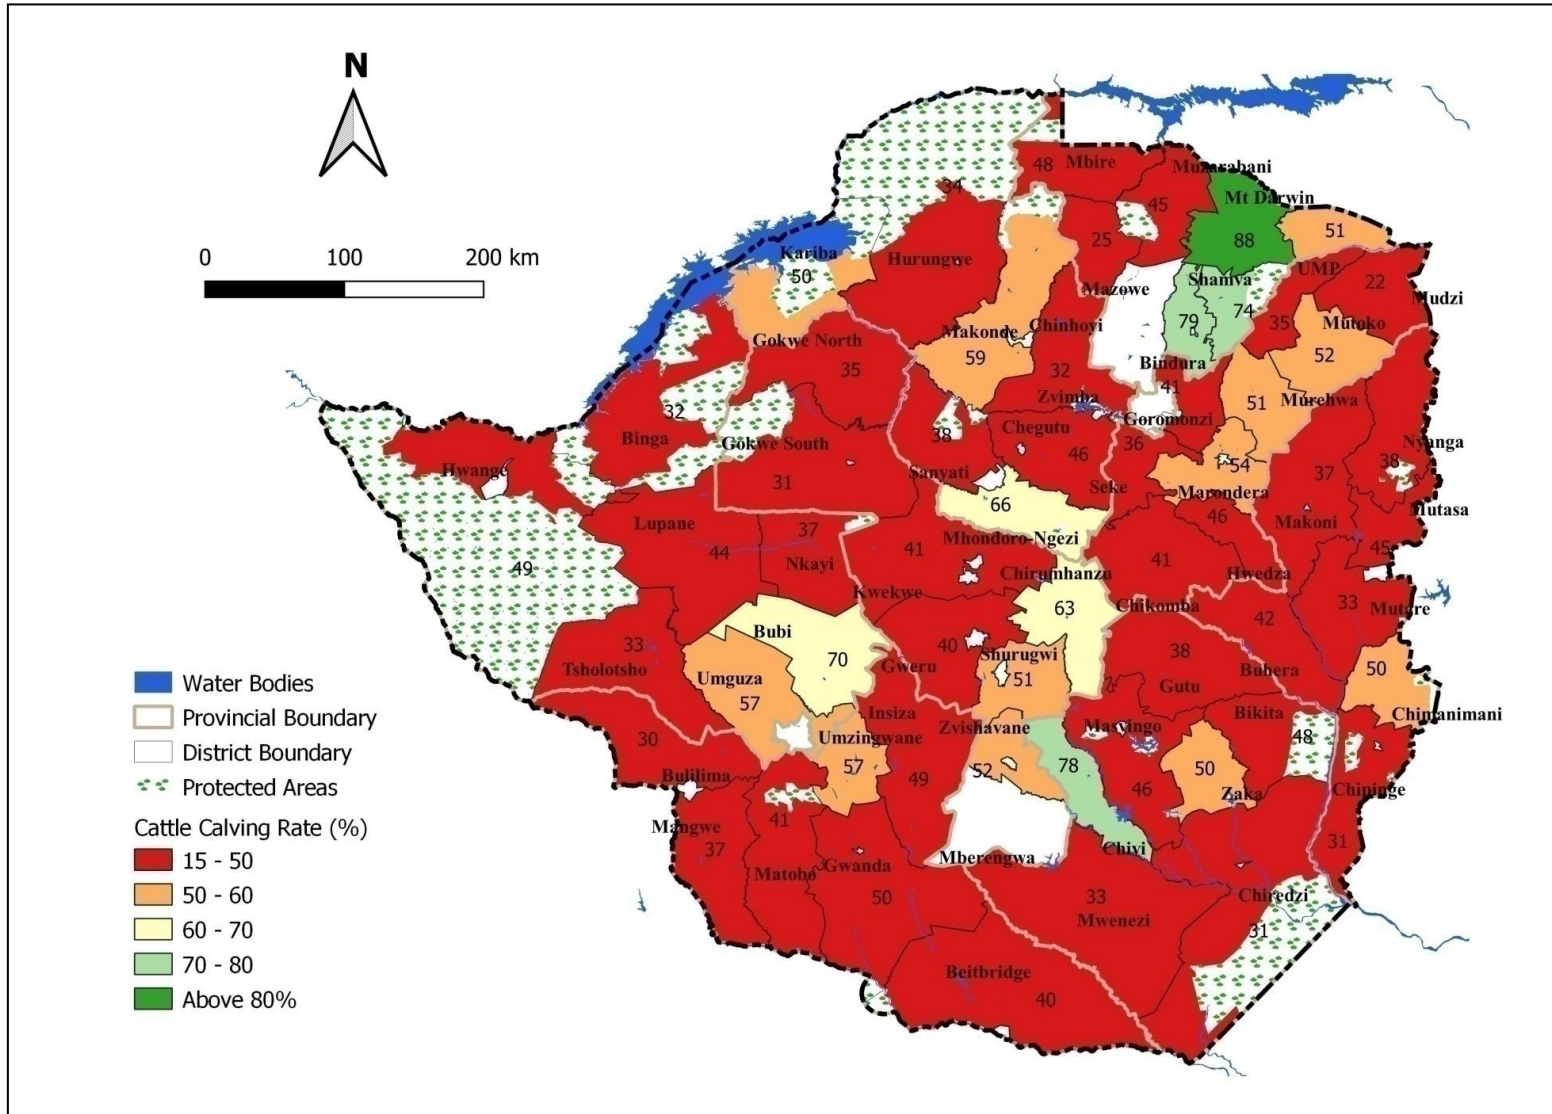 N
0 100 200 km
48 Mbire
Muzarabani
34
45
Mt Darwin
88
51
25
Kariba
50
Hurungwe
Mazowe
Shamva
UMP
22
Mudzi
79
74
35
Mutoko
52
Gokwe North
35
Makonde
59
Chinhoyi
32
Zvimba
Bindura
41
Goromonzi
51
Murehwa
32
Binga
Gokwe South
31
38
Sanyati
Chegutu
46
36
Seke
54
Marondera
37
38
Nyanga
Hwange
49
Lupane
44
37
Nkayi
66
Mhondoro-Ngezi
41
Kwekwe
Chirumhanzu
63
41
Chikomba
46
Hwedza
Makoni
Mutasa
45
33
Mutare
42
Buhera
33
Tsholotsho
Bubi
70
Umguza
57
40
Gweru
Shurugwi
51
38
Gutu
50
Chimanimani
30
Bulilima
Insiza
49
Umzingwane
57
Zvishavane
52
78
Chivi
Masvingo
46
Bikita
48
50
Zaka
Chipinge
31
Mangwe
37
41
Matobo
Gwanda
50
Mberengwa
33
Mwenezi
Chiredzi
31
Beitbridge
40
Water Bodies
Provincial Boundary
District Boundary
Protected Areas
Cattle Calving Rate (%)
15 - 50
50 - 60
60 - 70
70 - 80
Above 80%